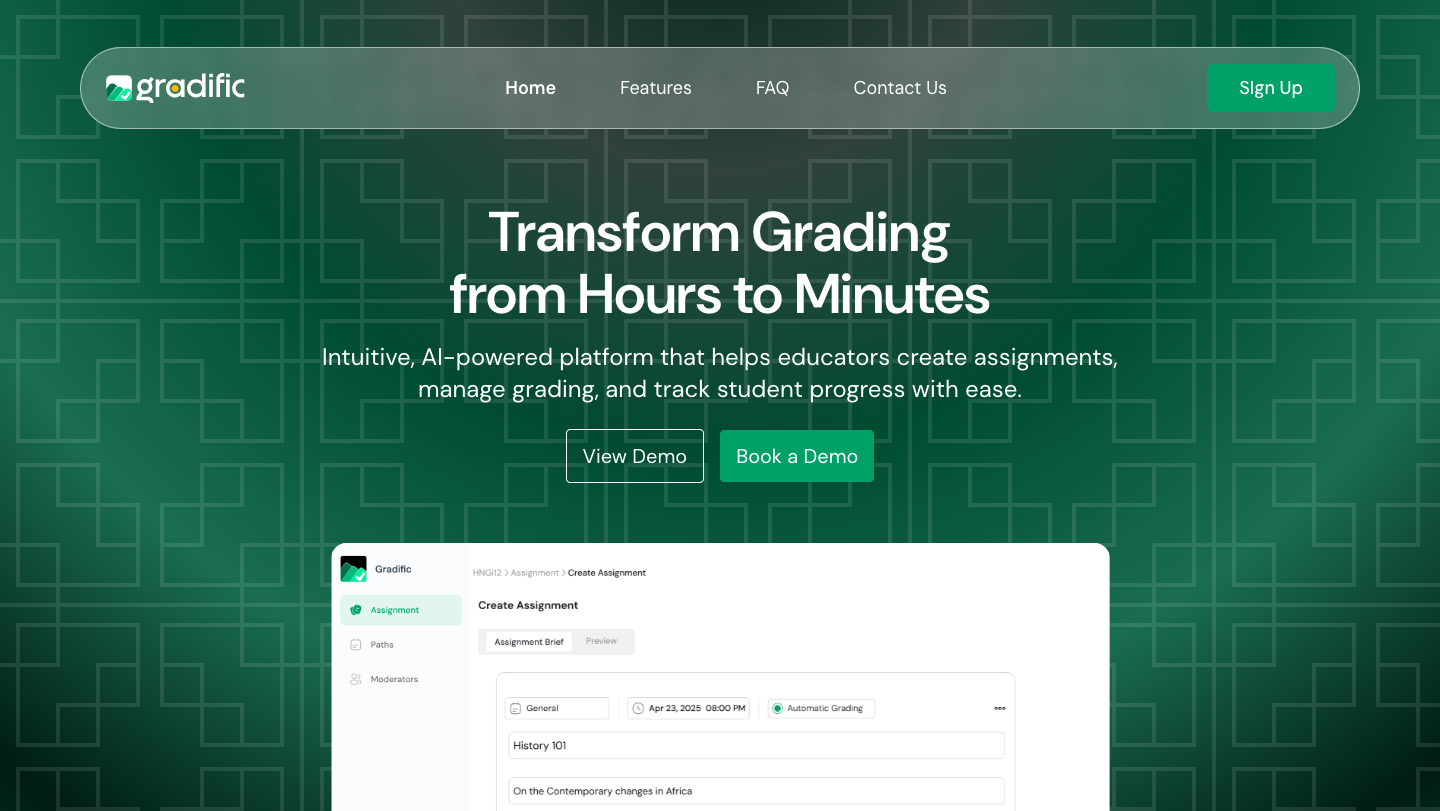 gradific
Home
Features
FAQ
Contact Us
SIgn Up
Transform Grading
from Hours to Minutes
Intuitive, AI-powered platform that helps educators create assignments,
manage grading, and track student progress with ease.
View Demo
Book a Demo
Gradific
Assignment
Paths
Moderators
HNGi12 > Assignment > Create Assignment
Create Assignment
Assignment Brief
Preview
General
Apr 23, 2025 08:00 PM
Automatic Grading
History 101
On the Contemporary changes in Africa